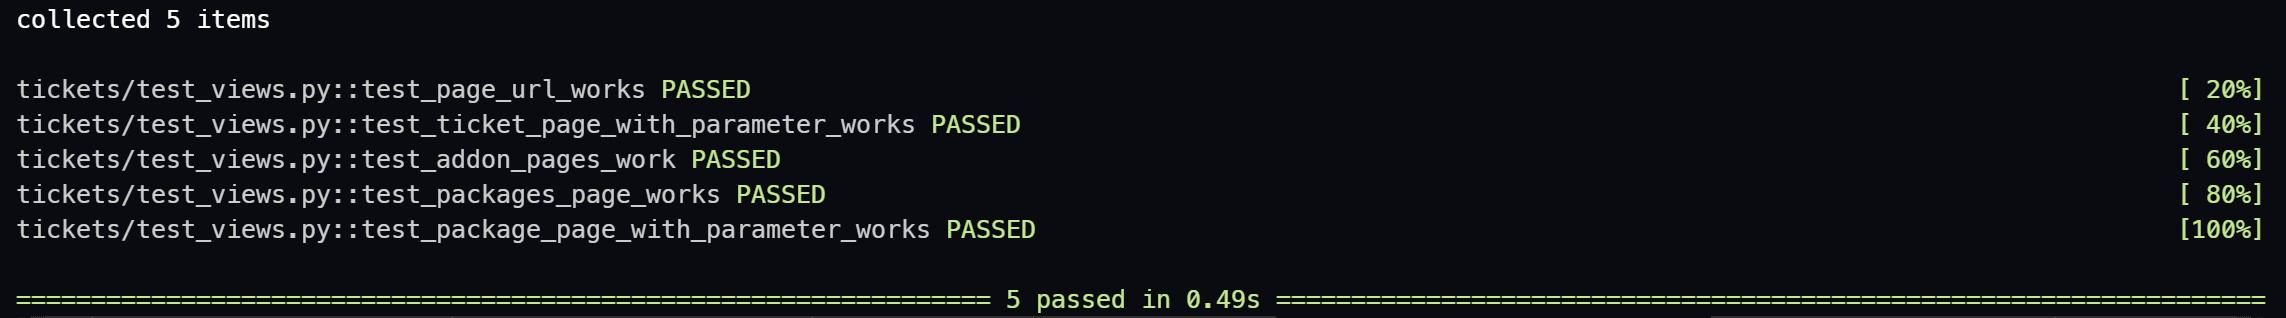 collected 5 items
tickets/test_views.py::test_page_url_works PASSED [ 20%]
tickets/test_views.py::test_ticket_page_with_parameter_works PASSED [ 40%]
tickets/test_views.py::test_addon_pages_work PASSED [ 60%]
tickets/test_views.py::test_packages_page_works PASSED [ 80%]
tickets/test_views.py::test_package_page_with_parameter_works PASSED [100%]
================================================================= 5 passed in 0.49s ==================================================================